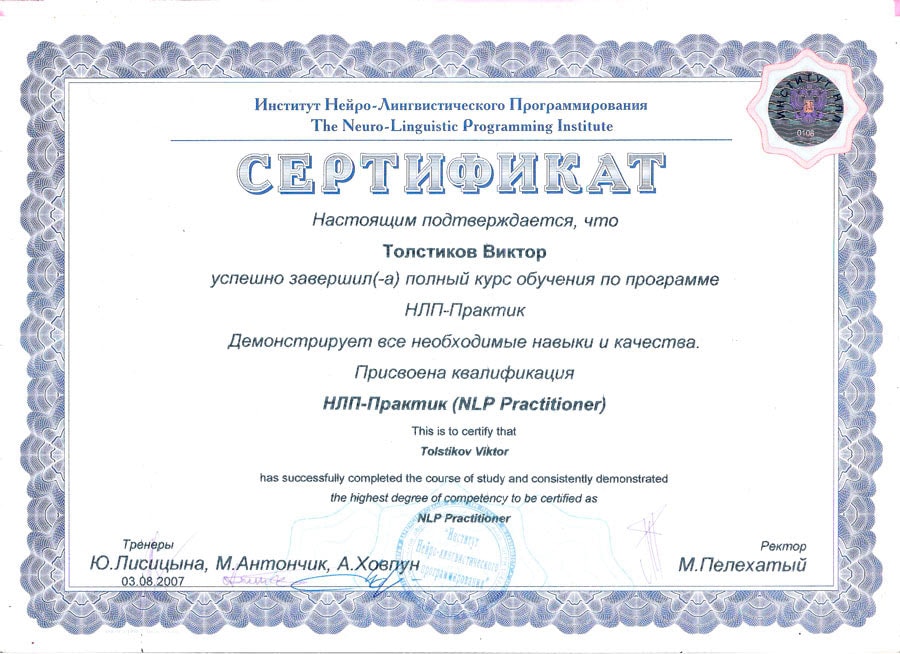 Институт Нейро-Лингвистического Программирования
The Neuro-Linguistic Programming Institute
ИНСТИТУТ НЛП
0108
СЕРТИФИКАТ
Настоящим подтверждается, что
Толстиков Виктор
успешно завершил(-а) полный курс обучения по программе
НЛП-Практик
Демонстрирует все необходимые навыки и качества.
Присвоена квалификация
НЛП-Практик (NLP Practitioner)
This is to certify that
Tolstikov Viktor
has successfully completed the course of study and consistently demonstrated
the highest degree of competency to be certified as
NLP Practitioner
"Институт
Нейро-лингвистического
программирования"
Тренеры
Ю.Лисицына, М.Антончик, А.Ховпун
03.08.2007
Ректор
М.Пелехатый